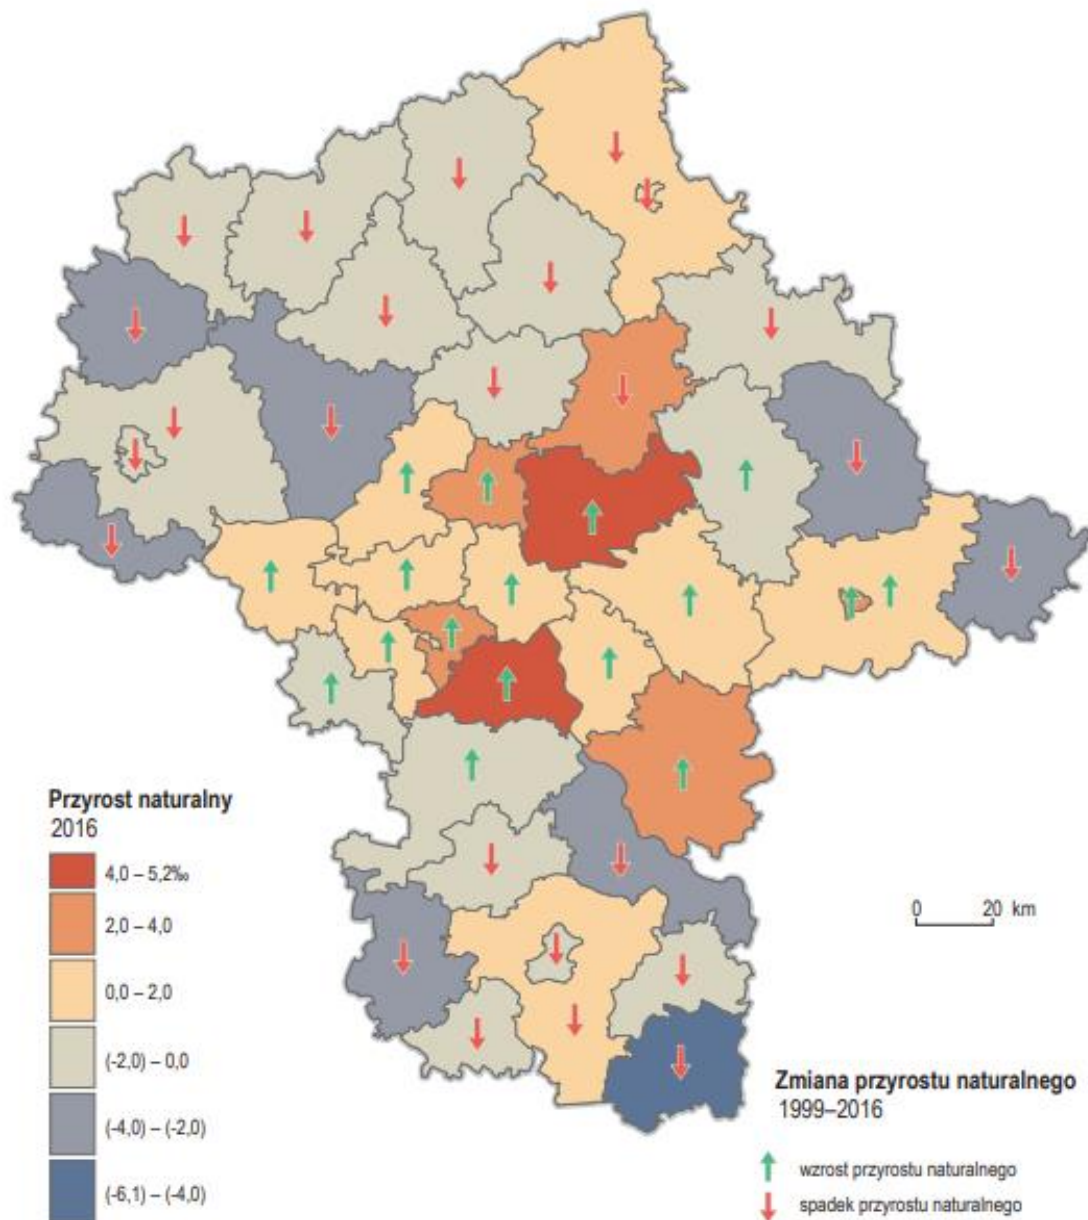 Przyrost naturalny
2016
4,0 – 5,2‰
2,0 – 4,0
0,0 – 2,0
(-2,0) – 0,0
(-4,0) – (-2,0)
(-6,1) – (-4,0)
0 20 km
Zmiana przyrostu naturalnego
1999–2016
wzrost przyrostu naturalnego
spadek przyrostu naturalnego